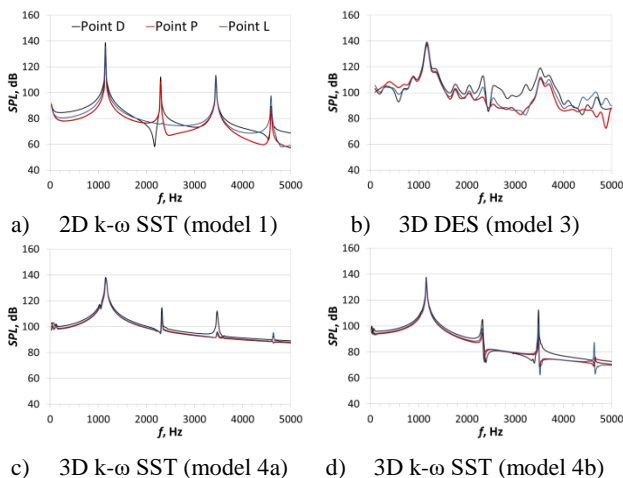 160 —Point D —Point P —Point L
140
120
100
80
60
40
SPL, dB
0 1000 2000 3000 4000 5000
f, Hz
a) 2D k-ω SST (model 1)
160
140
120
100
80
60
40
SPL, dB
0 1000 2000 3000 4000 5000
f, Hz
b) 3D DES (model 3)
160
140
120
100
80
60
40
SPL, dB
0 1000 2000 3000 4000 5000
f, Hz
c) 3D k-ω SST (model 4a)
160
140
120
100
80
60
40
SPL, dB
0 1000 2000 3000 4000 5000
f, Hz
d) 3D k-ω SST (model 4b)